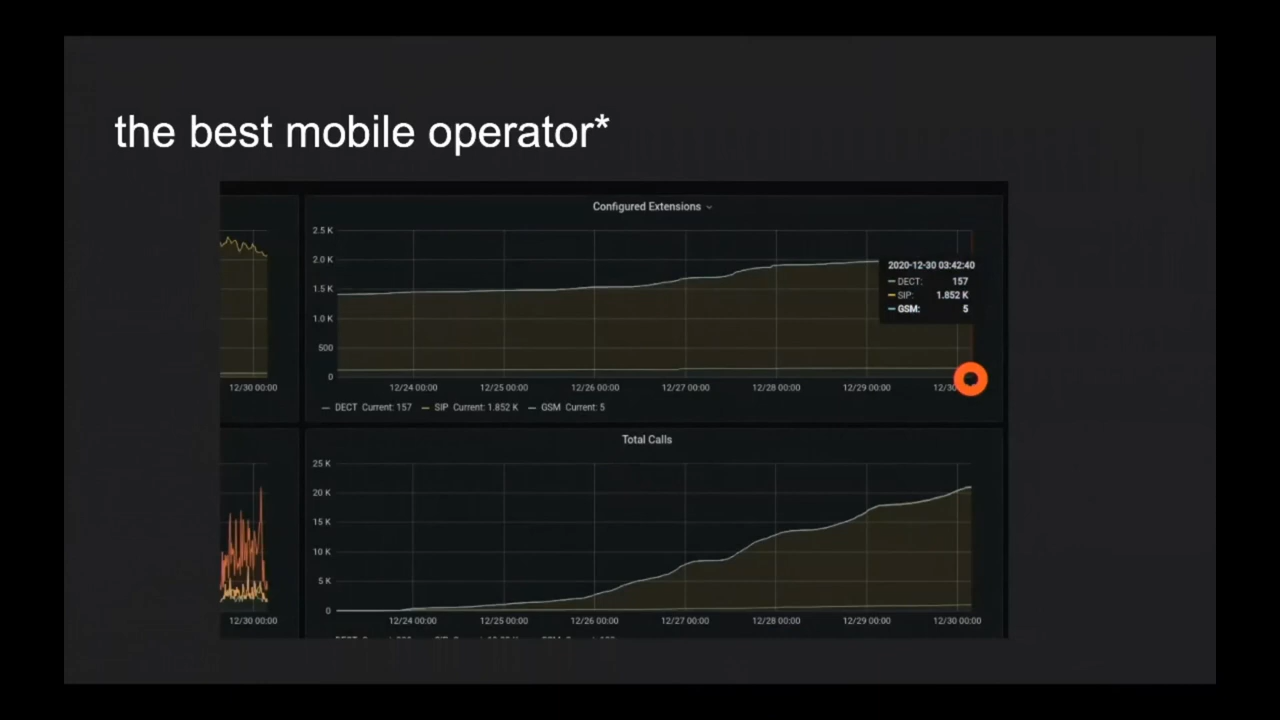 the best mobile operator*
Configured Extensions
2.5 K
2.0 K
1.5 K
1.0 K
500
0
2020-12-30 03:42:40
DECT: 157
SIP: 1.852 K
GSM: 5
12/30 00:00
12/24 00:00 12/25 00:00 12/26 00:00 12/27 00:00 12/28 00:00 12/29 00:00 12/30
DECT Current: 157 SIP Current: 1.852 K GSM Current: 5
Total Calls
25 K
20 K
15 K
10 K
5 K
0
12/30 00:00
12/24 00:00 12/25 00:00 12/26 00:00 12/27 00:00 12/28 00:00 12/29 00:00 12/30 00:00